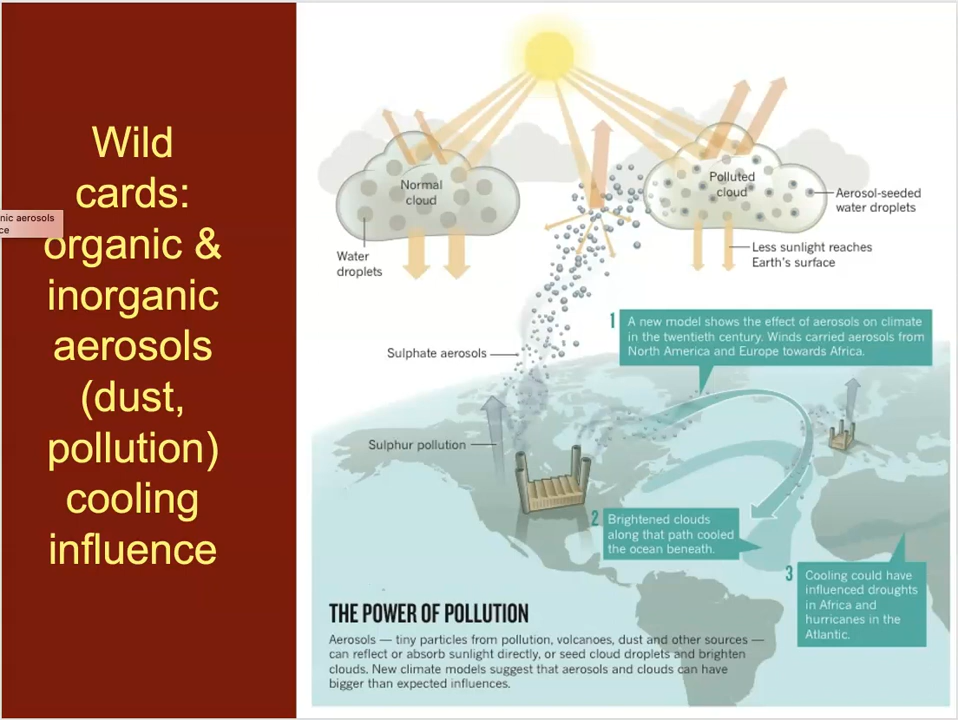 Wild
cards:
organic &
inorganic
aerosols
(dust,
pollution)
cooling
influence
nic aerosols
ce
Normal
cloud
Water
droplets
Polluted
cloud
Aerosol-seeded
water droplets
Less sunlight reaches
Earth's surface
Sulphate aerosols
Sulphur pollution
1
A new model shows the effect of aerosols on climate
in the twentieth century. Winds carried aerosols from
North America and Europe towards Africa.
2
Brightened clouds
along that path cooled
the ocean beneath.
3
Cooling could have
influenced droughts
in Africa and
hurricanes in the
Atlantic.
THE POWER OF POLLUTION
Aerosols — tiny particles from pollution, volcanoes, dust and other sources —
can reflect or absorb sunlight directly, or seed cloud droplets and brighten
clouds. New climate models suggest that aerosols and clouds can have
bigger than expected influences.